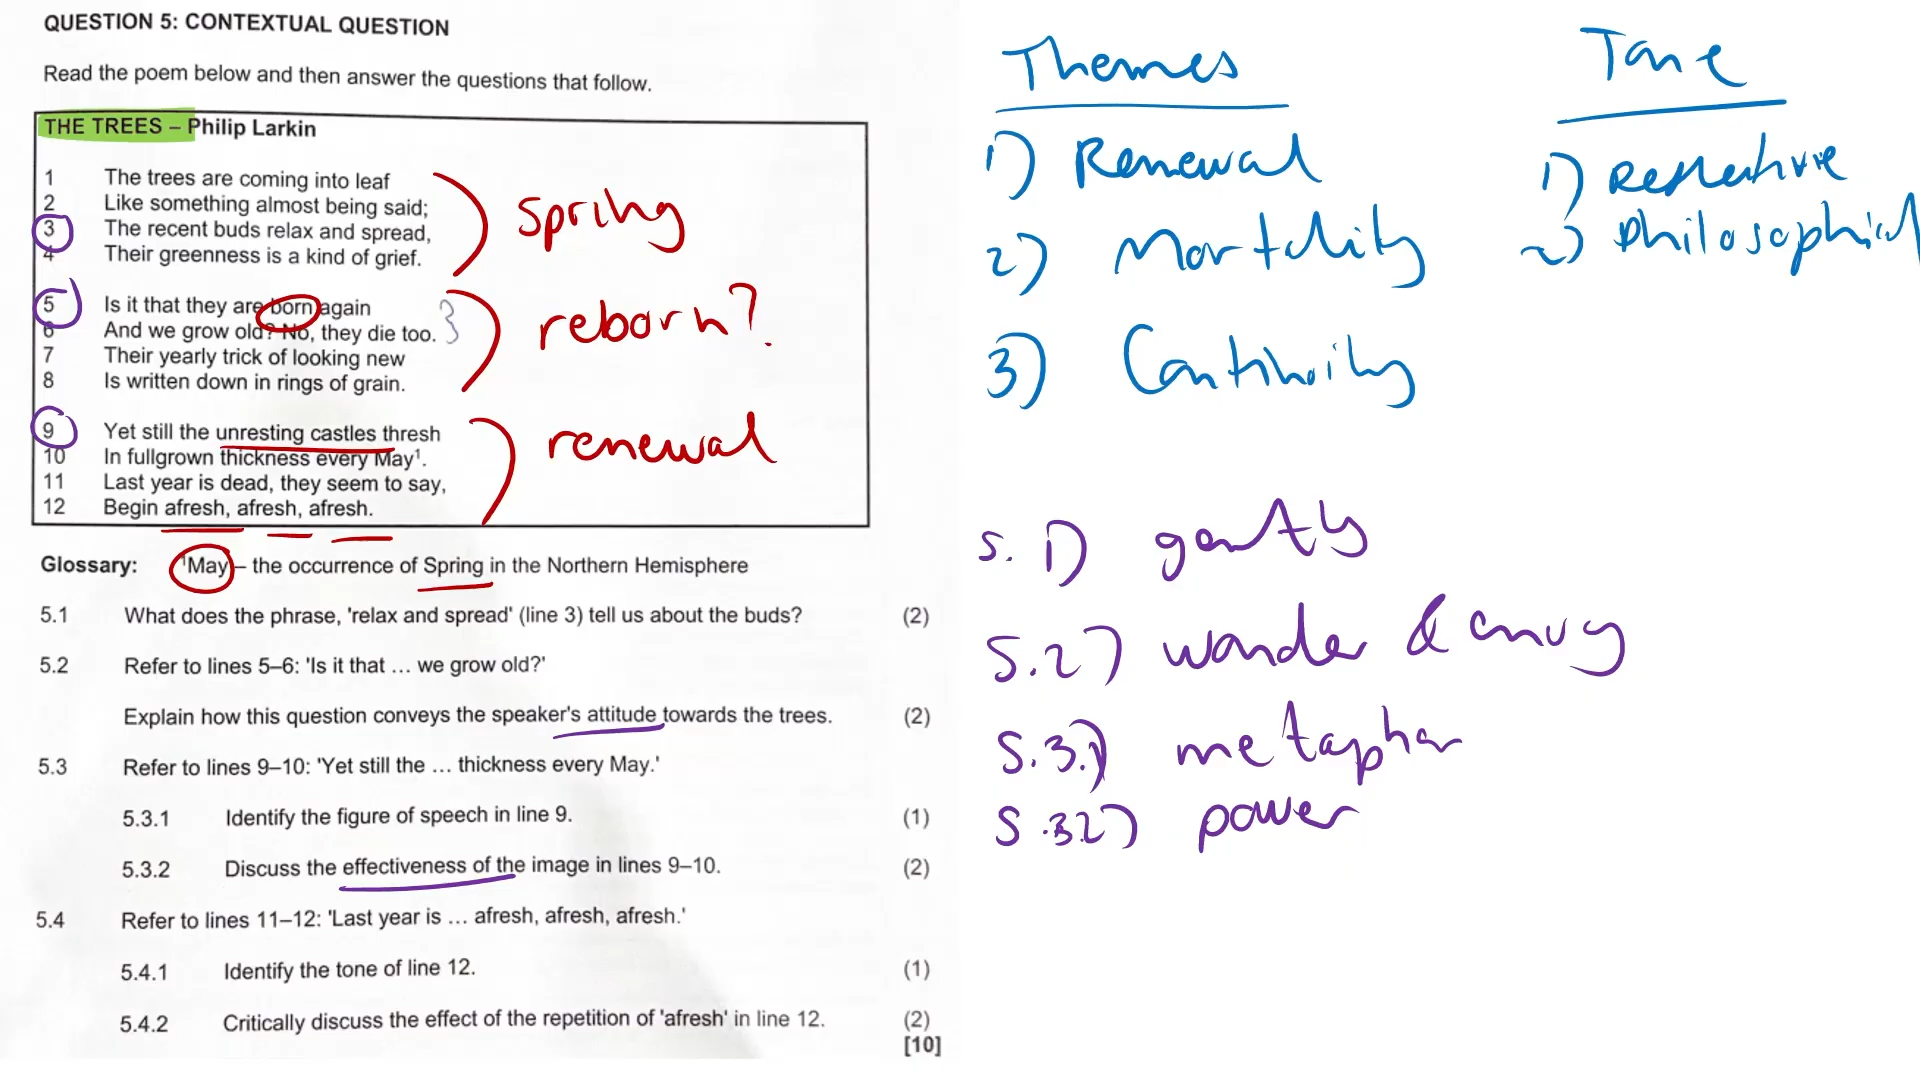 QUESTION 5: CONTEXTUAL QUESTION
Read the poem below and then answer the questions that follow.
THE TREES – Philip Larkin
1 The trees are coming into leaf
2 Like something almost being said;
3 The recent buds relax and spread,
4 Their greenness is a kind of grief.
spring
5 Is it that they are born again
6 And we grow old? No, they die too.
7 Their yearly trick of looking new
8 Is written down in rings of grain.
reborn?
9 Yet still the unresting castles thresh
10 In fullgrown thickness every May¹.
11 Last year is dead, they seem to say,
12 Begin afresh, afresh, afresh.
renewal
Glossary: ¹May – the occurrence of Spring in the Northern Hemisphere
5.1 What does the phrase, 'relax and spread' (line 3) tell us about the buds? (2)
5.2 Refer to lines 5–6: 'Is it that ... we grow old?'
Explain how this question conveys the speaker's attitude towards the trees. (2)
5.3 Refer to lines 9–10: 'Yet still the ... thickness every May.'
5.3.1 Identify the figure of speech in line 9. (1)
5.3.2 Discuss the effectiveness of the image in lines 9–10. (2)
5.4 Refer to lines 11–12: 'Last year is ... afresh, afresh, afresh.'
5.4.1 Identify the tone of line 12. (1)
5.4.2 Critically discuss the effect of the repetition of 'afresh' in line 12. (2)
[10]
Themes
1) Renewal
2) Mortality
3) Continuity
Tone
1) Reflective
2) Philosophical
5.1) gently
5.2) wonder & envy
5.3.1) metaphor
5.3.2) power